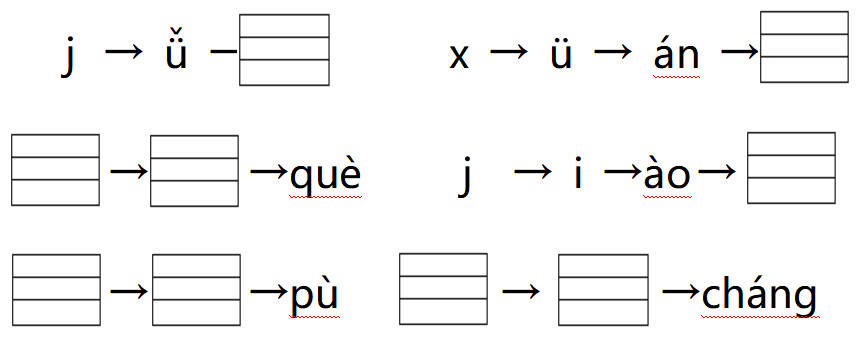 j → ǚ → x → ü → án →
→ → què j → i → ào →
→ → pù → → cháng